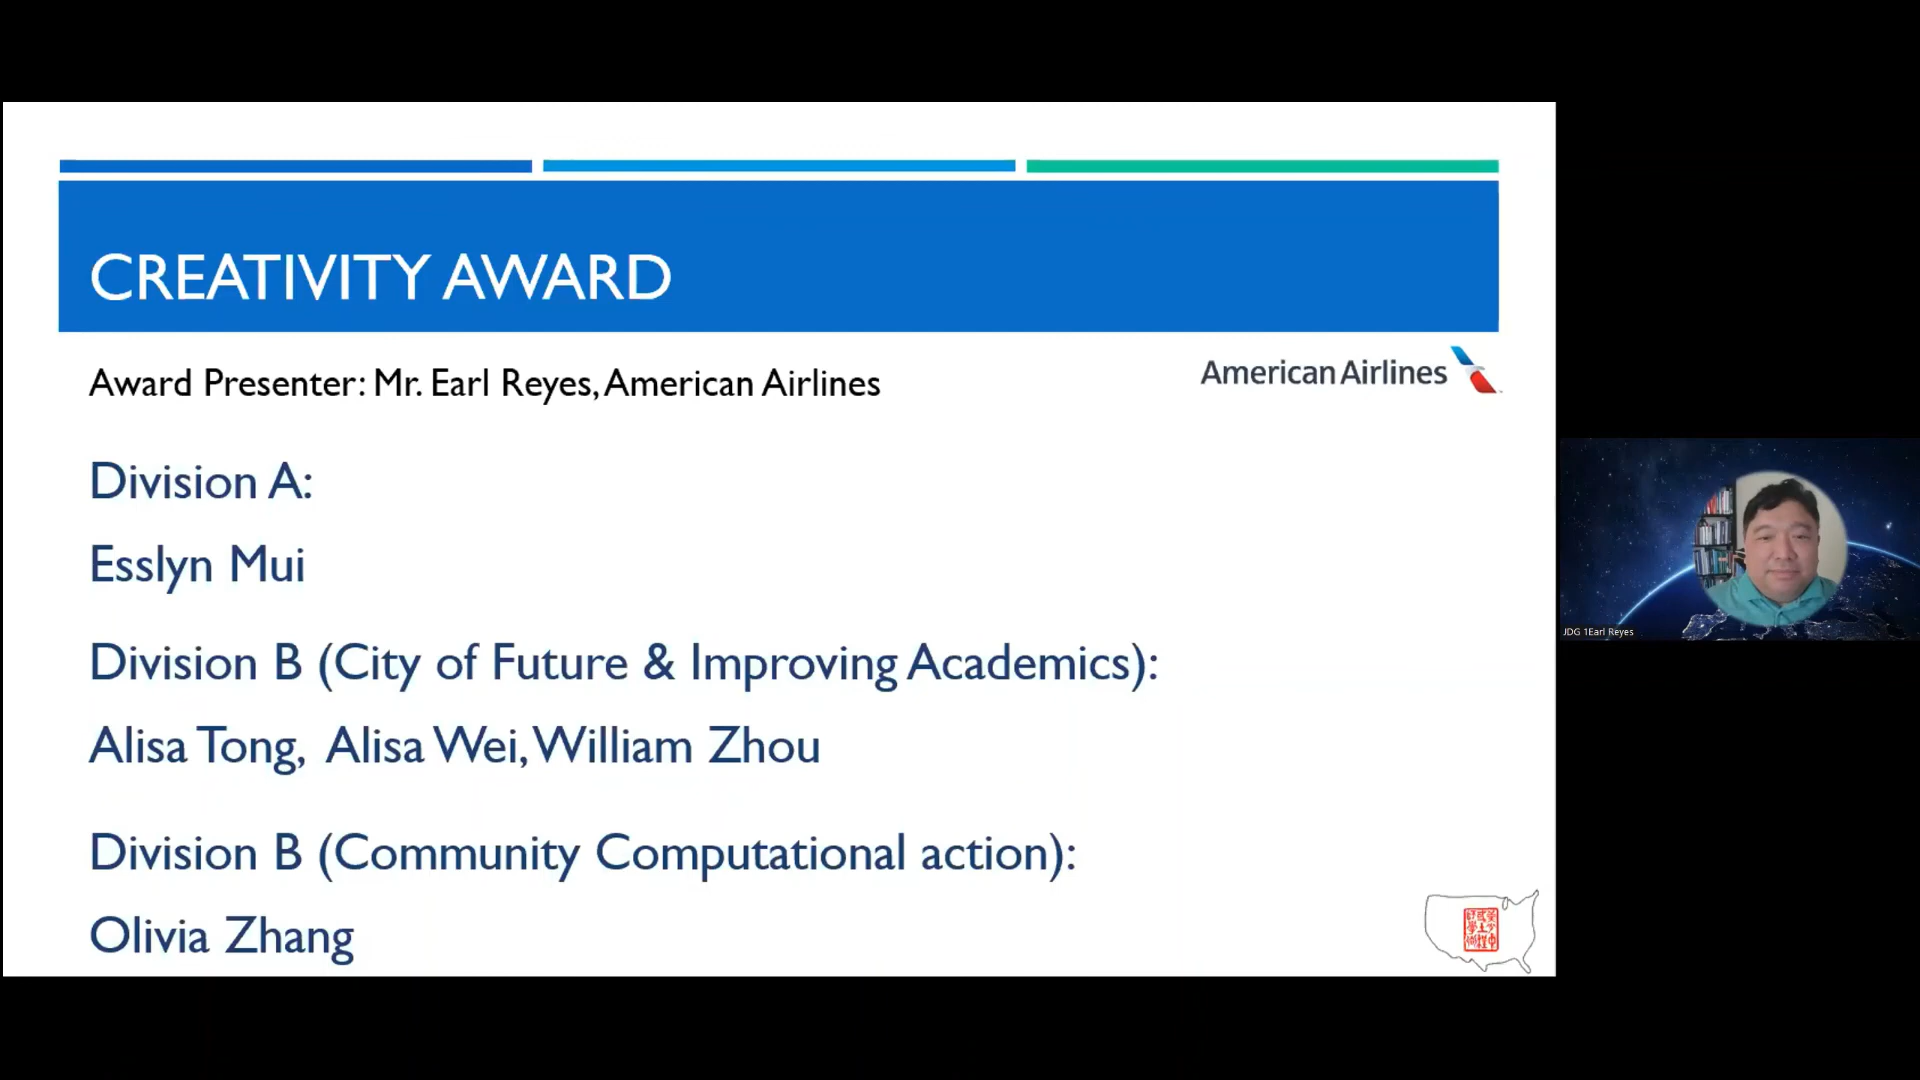 CREATIVITY AWARD
Award Presenter: Mr. Earl Reyes, American Airlines
American Airlines
Division A:
Esslyn Mui
Division B (City of Future & Improving Academics):
Alisa Tong, Alisa Wei, William Zhou
Division B (Community Computational action):
Olivia Zhang
JDG 1Earl Reyes